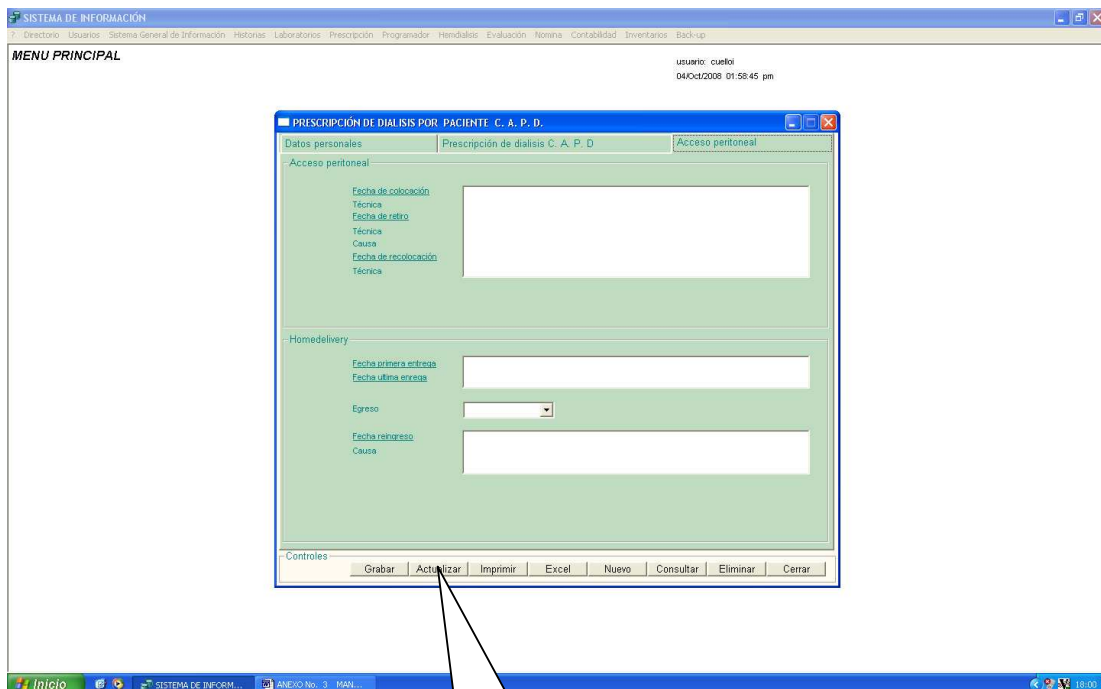 SISTEMA DE INFORMACIÓN
? Directorio Usuarios Sistema General de Información Historias Laboratorios Prescripción Programador Hemdialisis Evaluación Nomina Contabilidad Inventarios Back-up
MENU PRINCIPAL
usuario: cuellol
04/Oct/2008 01:58:45 pm
PRESCRIPCIÓN DE DIALISIS POR PACIENTE C. A. P. D.
Datos personales
Prescripción de dialisis C. A. P. D
Acceso peritoneal
Acceso peritoneal
Fecha de colocación
Técnica
Fecha de retiro
Técnica
Causa
Fecha de recolocación
Técnica
Homedelivery
Fecha primera entrega
Fecha ultima enrega
Egreso
Fecha reingreso
Causa
Controles
Grabar Actualizar Imprimir Excel Nuevo Consultar Eliminar Cerrar
Inicio SISTEMA DE INFORM... ANEXO No. 3 MAN... 18:00